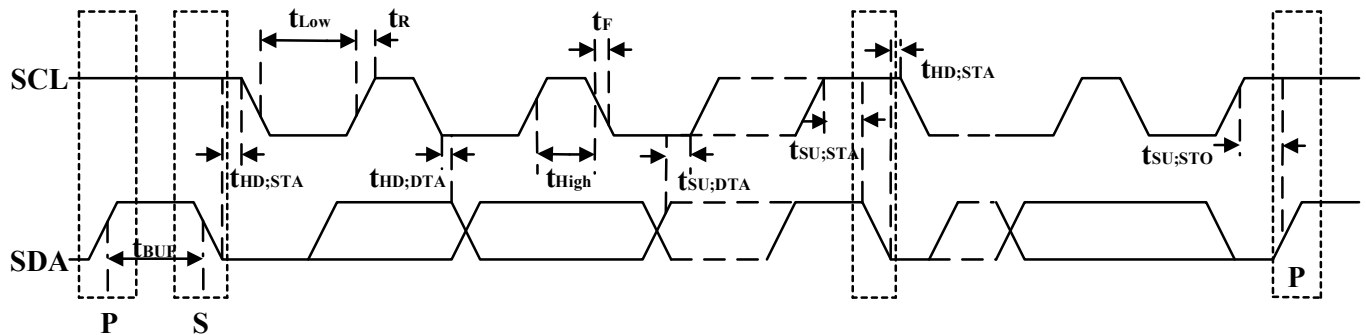 tLow
tR
tF
SCL
tHD;STA
tHD;STA
tHD;DTA
tHigh
tSU;DTA
tSU;STA
tSU;STO
SDA
tBUF
P
P
S